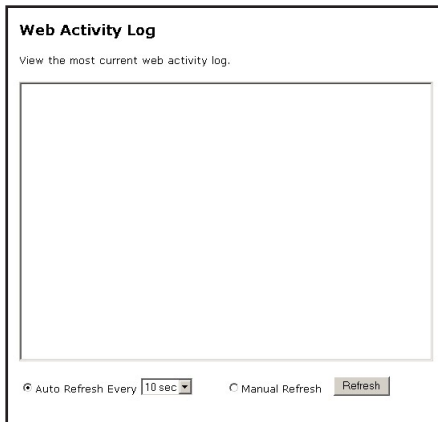 Web Activity Log
View the most current web activity log.
Auto Refresh Every 10 sec Manual Refresh Refresh